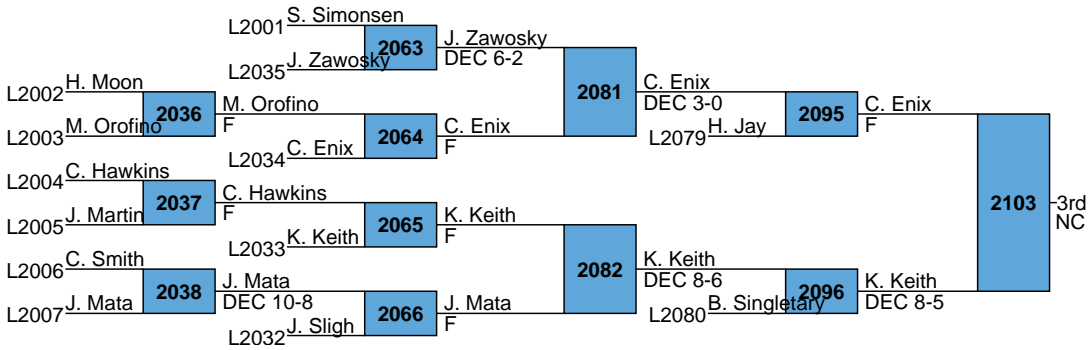 S. Simonsen
L2001
2063
J. Zawosky
DEC 6-2
J. Zawosky
L2035
H. Moon
L2002
2036
M. Orofino
F
M. Orofino
L2003
2064
C. Enix
F
C. Enix
L2034
2081
C. Enix
DEC 3-0
H. Jay
L2079
2095
C. Enix
F
C. Hawkins
L2004
2037
C. Hawkins
F
J. Martin
L2005
2065
K. Keith
F
K. Keith
L2033
C. Smith
L2006
2038
J. Mata
DEC 10-8
J. Mata
L2007
2066
J. Mata
F
J. Sligh
L2032
2082
K. Keith
DEC 8-6
B. Singletary
L2080
2096
K. Keith
DEC 8-5
2103
3rd
NC